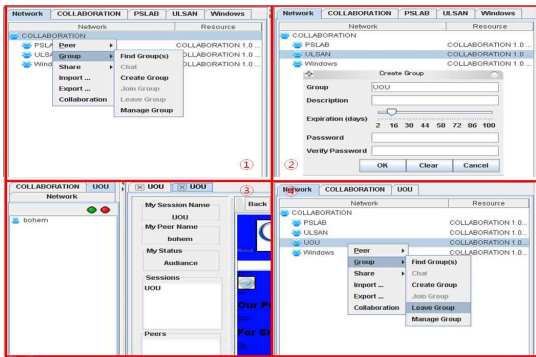 Network COLLABORATION PSLAB ULSAN Windows
Network Resource
COLLABORATION
PSLA
ULSA
Wind
COLLABORATION 1.0 ...
COLLABORATION 1.0 ...
COLLABORATION 1.0 ...
Peer
Group
Share
Import ...
Export ...
Collaboration
Find Group(s)
Chat
Create Group
Join Group
Leave Group
Manage Group
①
Network COLLABORATION PSLAB ULSAN Windows
Network Resource
COLLABORATION
PSLAB COLLABORATION 1.0 ...
ULSAN COLLABORATION 1.0 ...
Windows COLLABORATION 1.0 ...
Create Group
Group UOU
Description
Expiration (days)
2 16 30 44 58 72 86 100
Password
Verify Password
OK Clear Cancel
②
COLLABORATION UOU
Network
bohem
UOU UOU
③
My Session Name
UOU
My Peer Name
bohem
My Status
Audiance
Sessions
UOU
Peers
Back
Our P
For S
Network COLLABORATION UOU
Network Resource
COLLABORATION
PSLAB COLLABORATION 1.0...
ULSAN COLLABORATION 1.0...
UOU COLLABORATION 1.0...
Windows COLLABORATION 1.0...
Peer
Group
Share
Import ...
Export ...
Collaboration
Find Group(s)
Chat
Create Group
Join Group
Leave Group
Manage Group